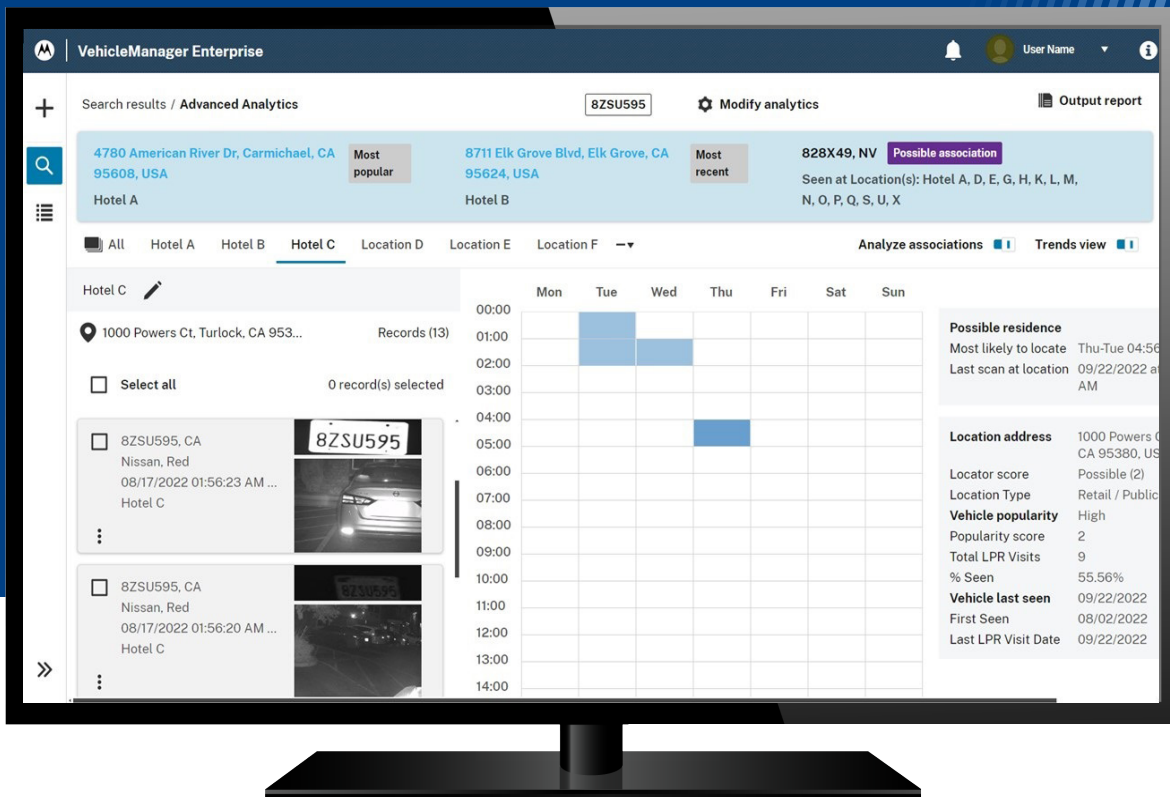 VehicleManager Enterprise
User Name
Search results / Advanced Analytics
8ZSU595
Modify analytics
Output report
4780 American River Dr, Carmichael, CA
95608, USA
Hotel A
Most
popular
8711 Elk Grove Blvd, Elk Grove, CA
95624, USA
Hotel B
Most
recent
828X49, NV Possible association
Seen at Location(s): Hotel A, D, E, G, H, K, L, M,
N, O, P, Q, S, U, X
All Hotel A Hotel B Hotel C Location D Location E Location F
Analyze associations Trends view
Hotel C
1000 Powers Ct, Turlock, CA 953... Records (13)
Select all 0 record(s) selected
8ZSU595, CA
Nissan, Red
08/17/2022 01:56:23 AM ...
Hotel C
8ZSU595
8ZSU595, CA
Nissan, Red
08/17/2022 01:56:20 AM ...
Hotel C
8ZSU595
Mon Tue Wed Thu Fri Sat Sun
00:00
01:00
02:00
03:00
04:00
05:00
06:00
07:00
08:00
09:00
10:00
11:00
12:00
13:00
14:00
Possible residence
Most likely to locate Thu-Tue 04:56
Last scan at location 09/22/2022 a
AM
Location address 1000 Powers
CA 95380, US
Locator score Possible (2)
Location Type Retail / Public
Vehicle popularity High
Popularity score 2
Total LPR Visits 9
% Seen 55.56%
Vehicle last seen 09/22/2022
First Seen 08/02/2022
Last LPR Visit Date 09/22/2022